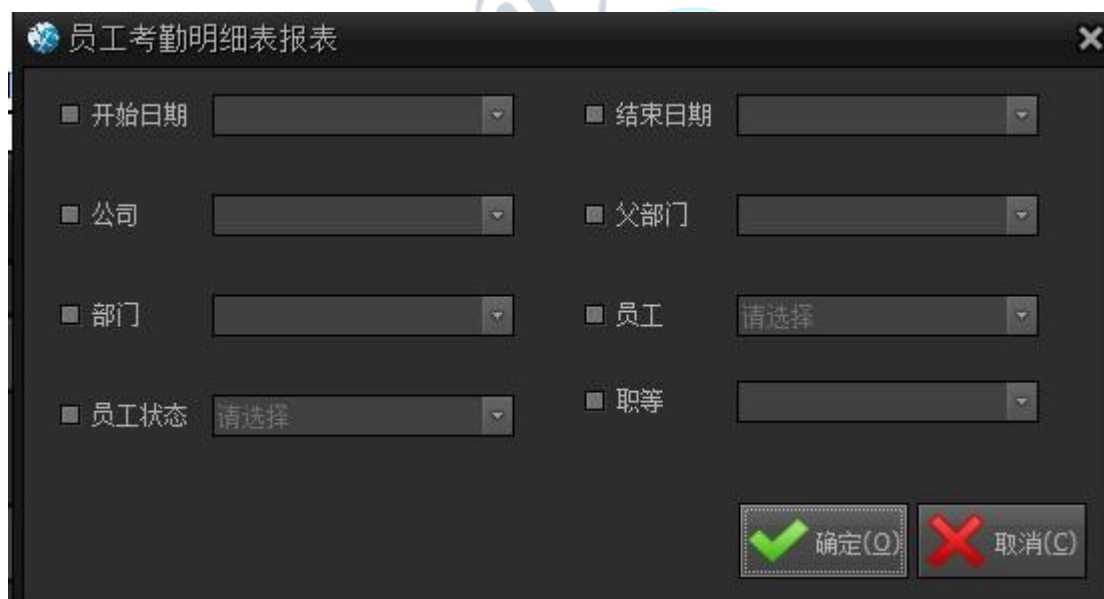 员工考勤明细表报表
开始日期 结束日期
公司 父部门
部门 员工 请选择
员工状态 请选择 职等
确定(O) 取消(C)